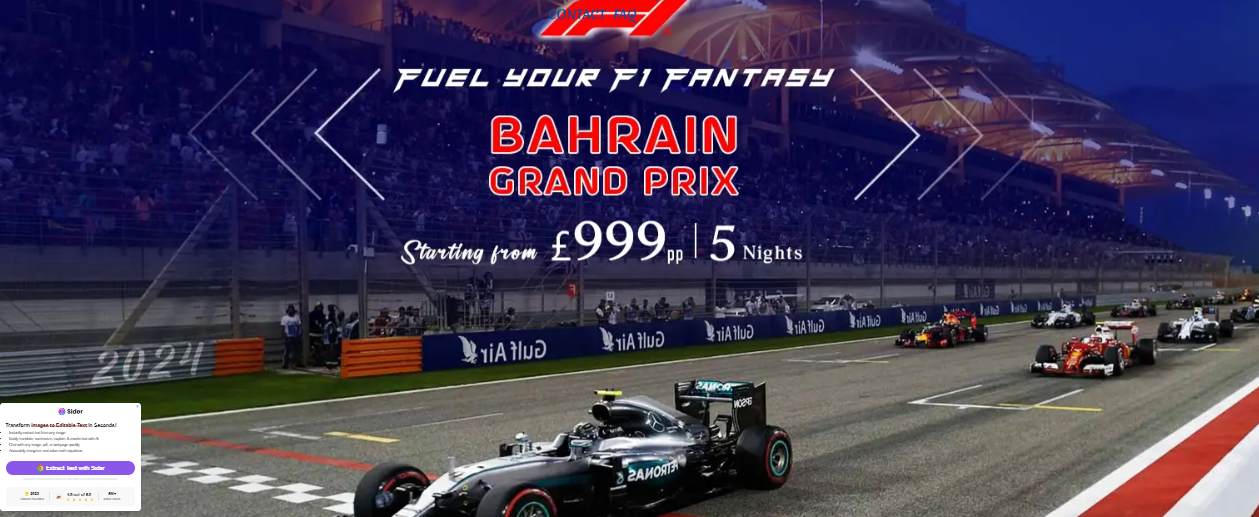 CONTACT FAQ
F1
FUEL YOUR F1 FANTASY
BAHRAIN
GRAND PRIX
Starting from £999pp | 5 Nights
Gulf Air Gulf Air Gulf Air Gulf Air Gulf Air
2024
EPSON
PETRONAS
Sider
Transform Images to Editable Text in Seconds!
Extract text with Sider